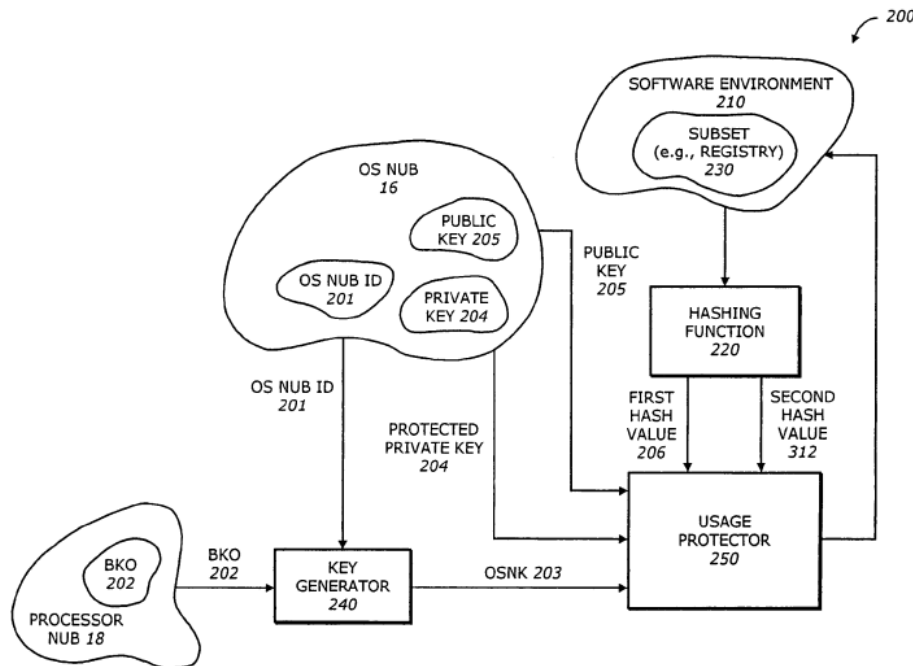 200
SOFTWARE ENVIRONMENT
210
SUBSET
(e.g., REGISTRY)
230
OS NUB
16
PUBLIC
KEY 205
OS NUB ID
201
PRIVATE
KEY 204
PUBLIC
KEY
205
HASHING
FUNCTION
220
OS NUB ID
201
PROTECTED
PRIVATE KEY
204
FIRST
HASH
VALUE
206
SECOND
HASH
VALUE
312
USAGE
PROTECTOR
250
BKO
202
PROCESSOR
NUB 18
BKO
202
KEY
GENERATOR
240
OSNK 203